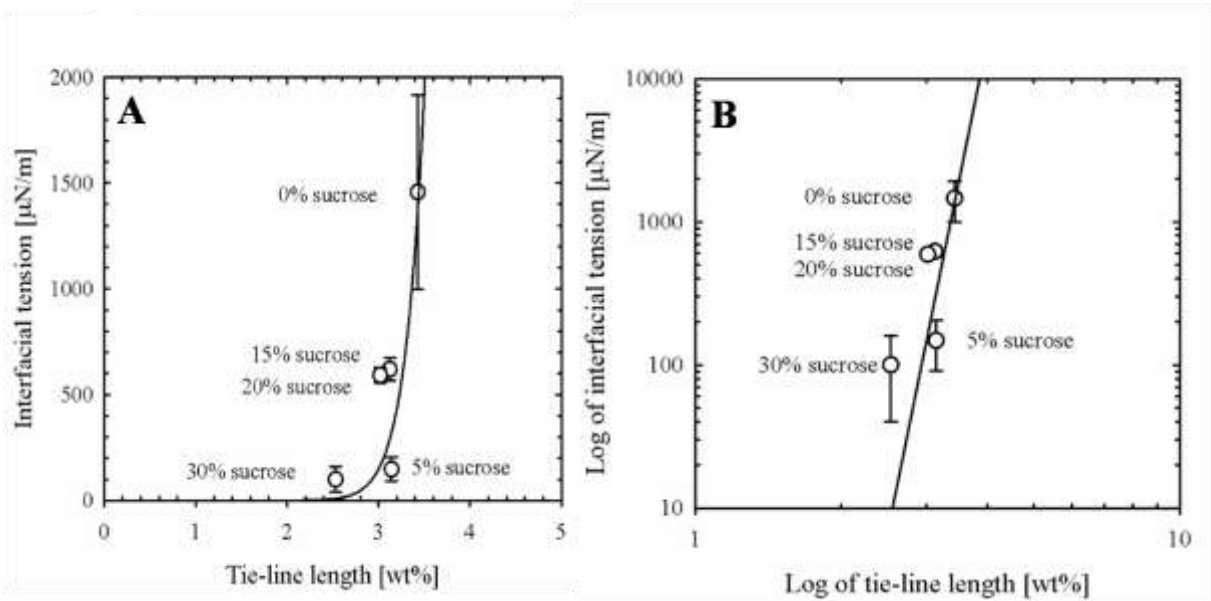 A
Interfacial tension [µN/m]
2000
1500
1000
500
0
0% sucrose
15% sucrose
20% sucrose
30% sucrose
5% sucrose
0 1 2 3 4 5
Tie-line length [wt%]
B
Log of interfacial tension [µN/m]
10000
1000
100
10
0% sucrose
15% sucrose
20% sucrose
5% sucrose
30% sucrose
1 10
Log of tie-line length [wt%]